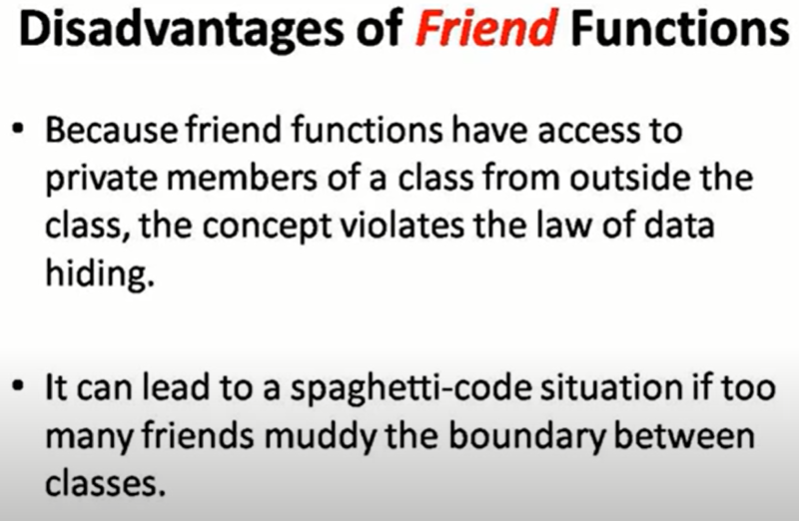 Disadvantages of Friend Functions
• Because friend functions have access to
private members of a class from outside the
class, the concept violates the law of data
hiding.
• It can lead to a spaghetti-code situation if too
many friends muddy the boundary between
classes.